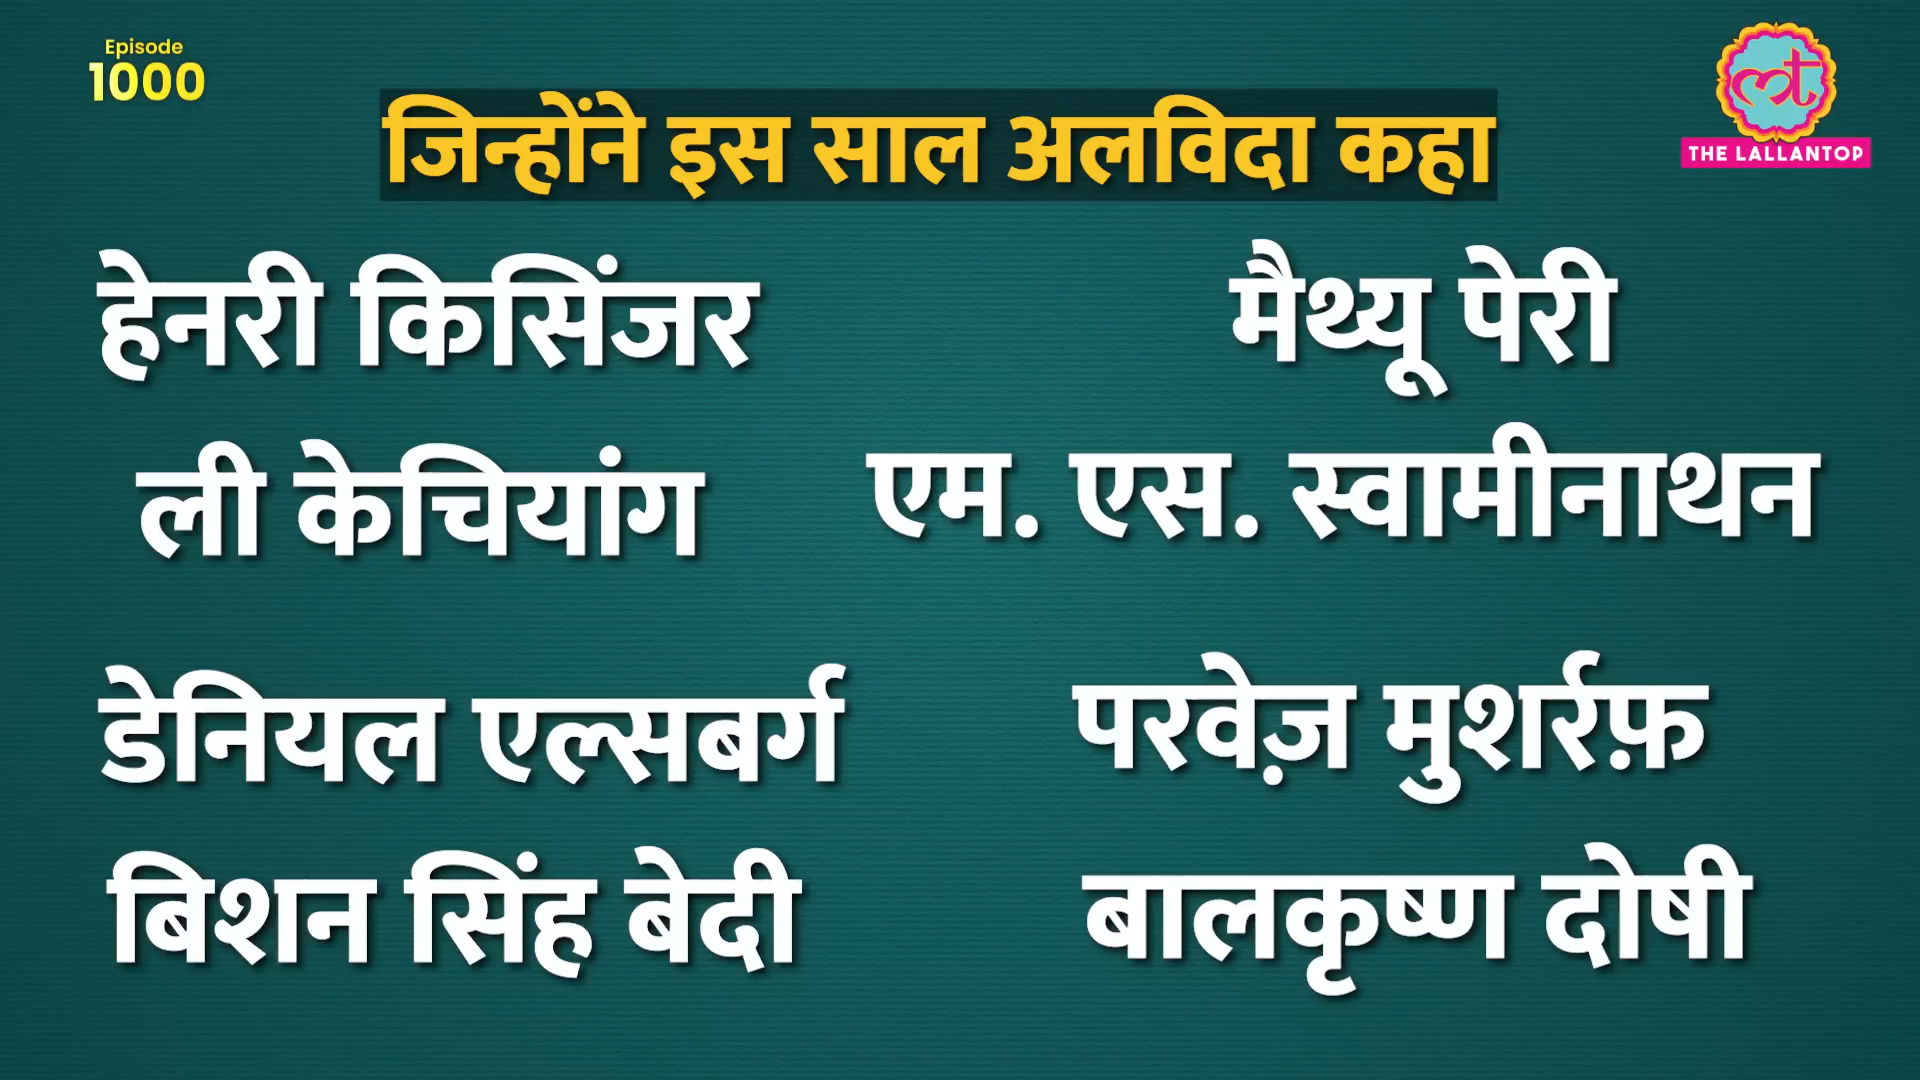 Episode
1000
THE LALLANTOP
जिन्होंने इस साल अलविदा कहा
हेनरी किसिंजर
मैथ्यू पेरी
ली केचियांग
एम. एस. स्वामीनाथन
डेनियल एल्सबर्ग
परवेज़ मुशर्रफ़
बिशन सिंह बेदी
बालकृष्ण दोषी